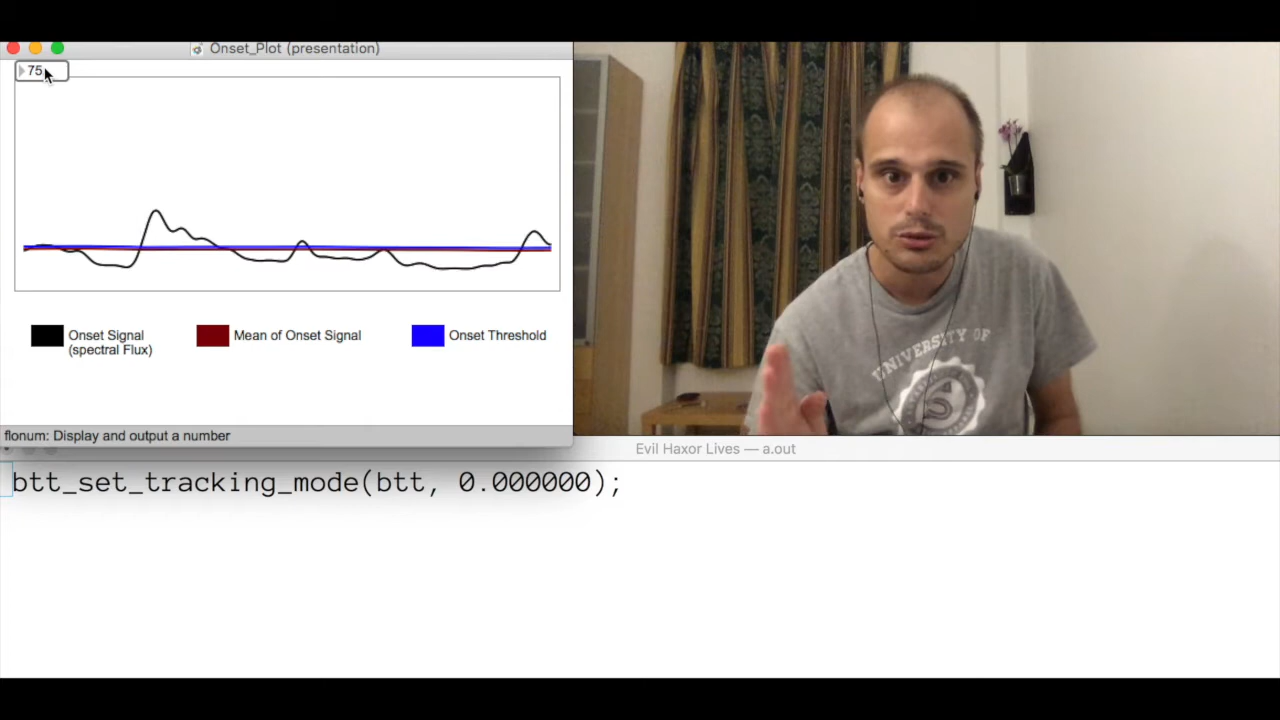 Onset_Plot (presentation)
75
Onset Signal
(spectral Flux)
Mean of Onset Signal
Onset Threshold
flonum: Display and output a number
UNIVERSITY OF
Evil Haxor Lives — a.out
btt_set_tracking_mode(btt, 0.000000);